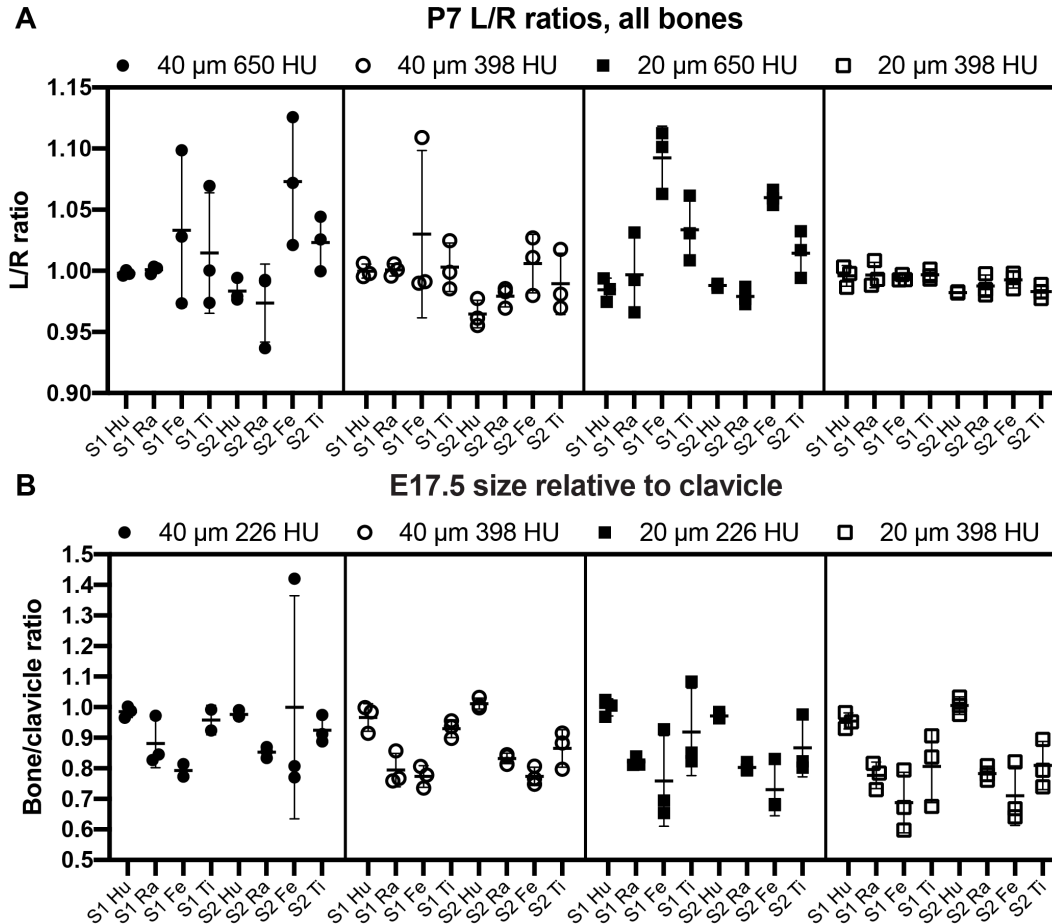 A
P7 L/R ratios, all bones
40 µm 650 HU
40 µm 398 HU
20 µm 650 HU
20 µm 398 HU
L/R ratio
1.15
1.10
1.05
1.00
0.95
0.90
S1 Hu
S1 Ra
S1 Fe
S1 Ti
S2 Hu
S2 Ra
S2 Fe
S2 Ti
S1 Hu
S1 Ra
S1 Fe
S1 Ti
S2 Hu
S2 Ra
S2 Fe
S2 Ti
S1 Hu
S1 Ra
S1 Fe
S1 Ti
S2 Hu
S2 Ra
S2 Fe
S2 Ti
S1 Hu
S1 Ra
S1 Fe
S1 Ti
S2 Hu
S2 Ra
S2 Fe
S2 Ti
B
E17.5 size relative to clavicle
40 µm 226 HU
40 µm 398 HU
20 µm 226 HU
20 µm 398 HU
Bone/clavicle ratio
1.5
1.4
1.3
1.2
1.1
1.0
0.9
0.8
0.7
0.6
0.5
S1 Hu
S1 Ra
S1 Fe
S1 Ti
S2 Hu
S2 Ra
S2 Fe
S2 Ti
S1 Hu
S1 Ra
S1 Fe
S1 Ti
S2 Hu
S2 Ra
S2 Fe
S2 Ti
S1 Hu
S1 Ra
S1 Fe
S1 Ti
S2 Hu
S2 Ra
S2 Fe
S2 Ti
S1 Hu
S1 Ra
S1 Fe
S1 Ti
S2 Hu
S2 Ra
S2 Fe
S2 Ti